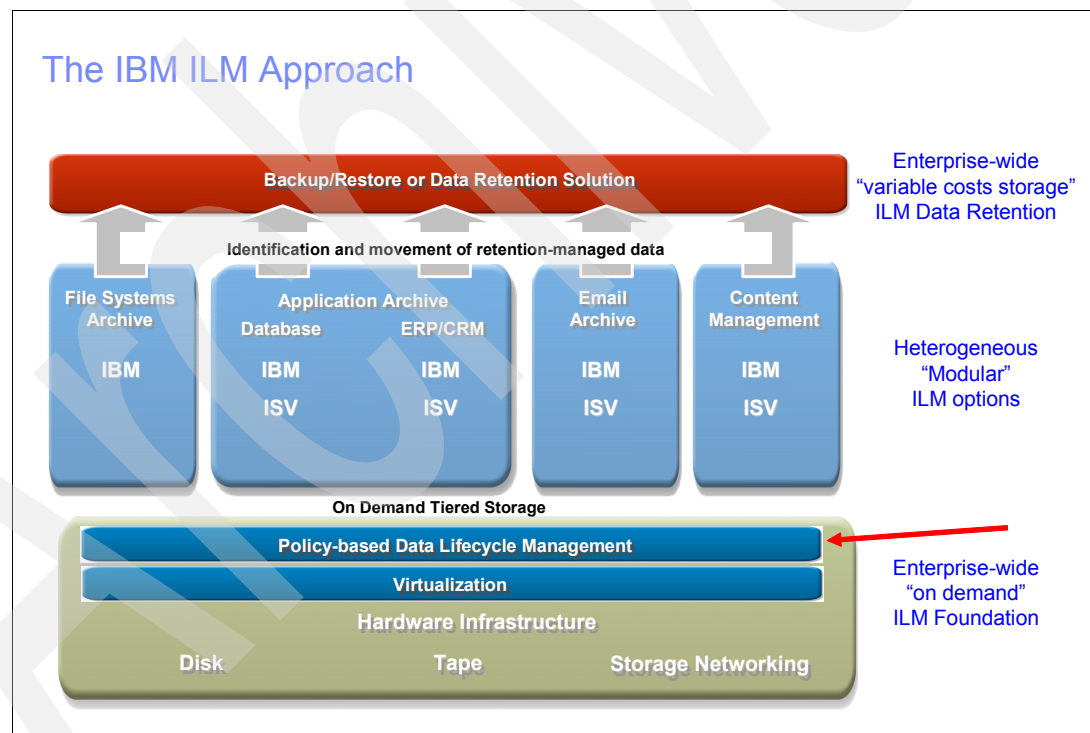 The IBM ILM Approach
Backup/Restore or Data Retention Solution
Enterprise-wide
“variable costs storage”
ILM Data Retention
Identification and movement of retention-managed data
File Systems
Archive
IBM
Application Archive
Database
IBM
ISV
ERP/CRM
IBM
ISV
Email
Archive
IBM
ISV
Content
Management
IBM
ISV
Heterogeneous
“Modular”
ILM options
On Demand Tiered Storage
Policy-based Data Lifecycle Management
Virtualization
Hardware Infrastructure
Disk
Tape
Storage Networking
Enterprise-wide
“on demand”
ILM Foundation